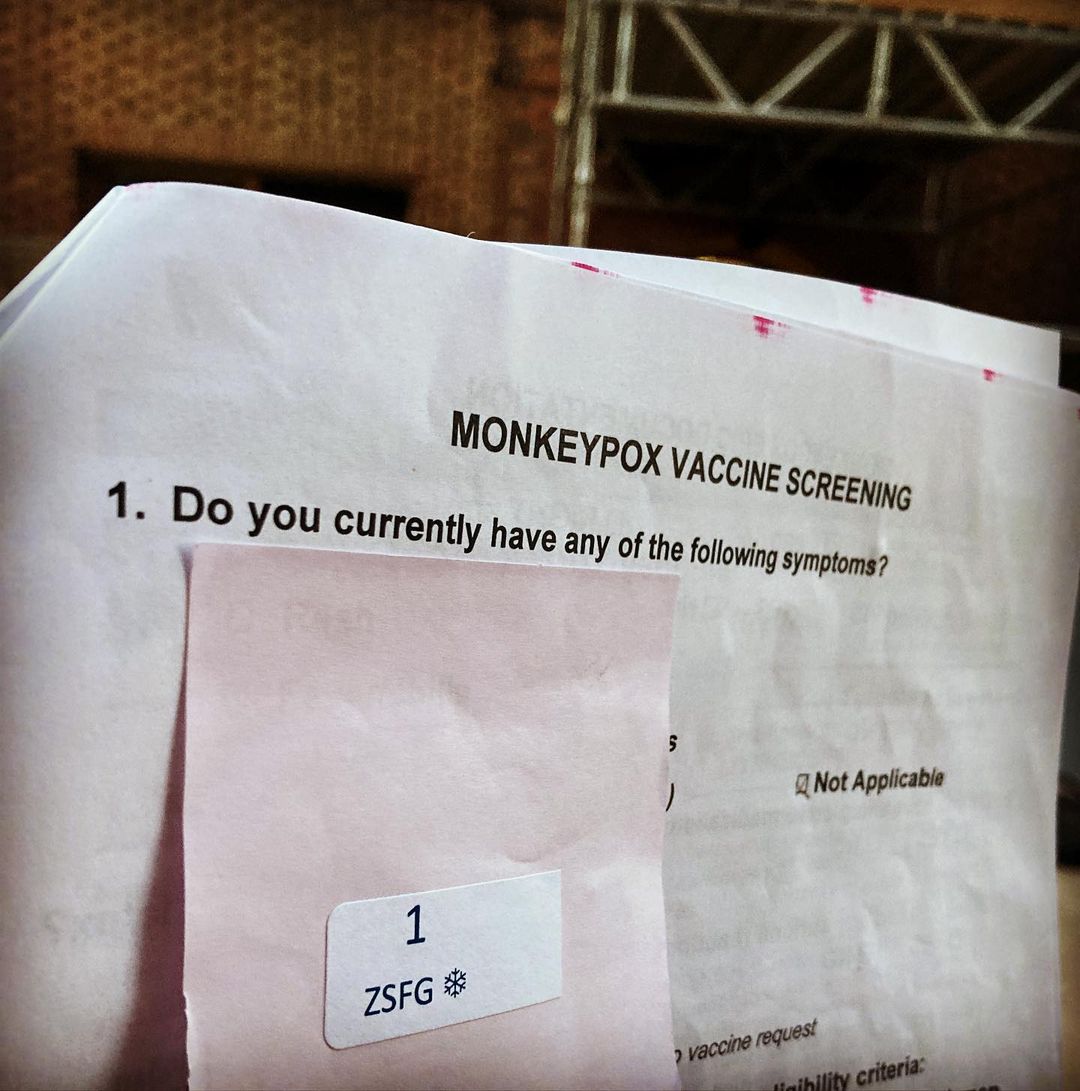 MONKEYPOX VACCINE SCREENING
1. Do you currently have any of the following symptoms?
Not Applicable
1
ZSFG
vaccine request
criteria: